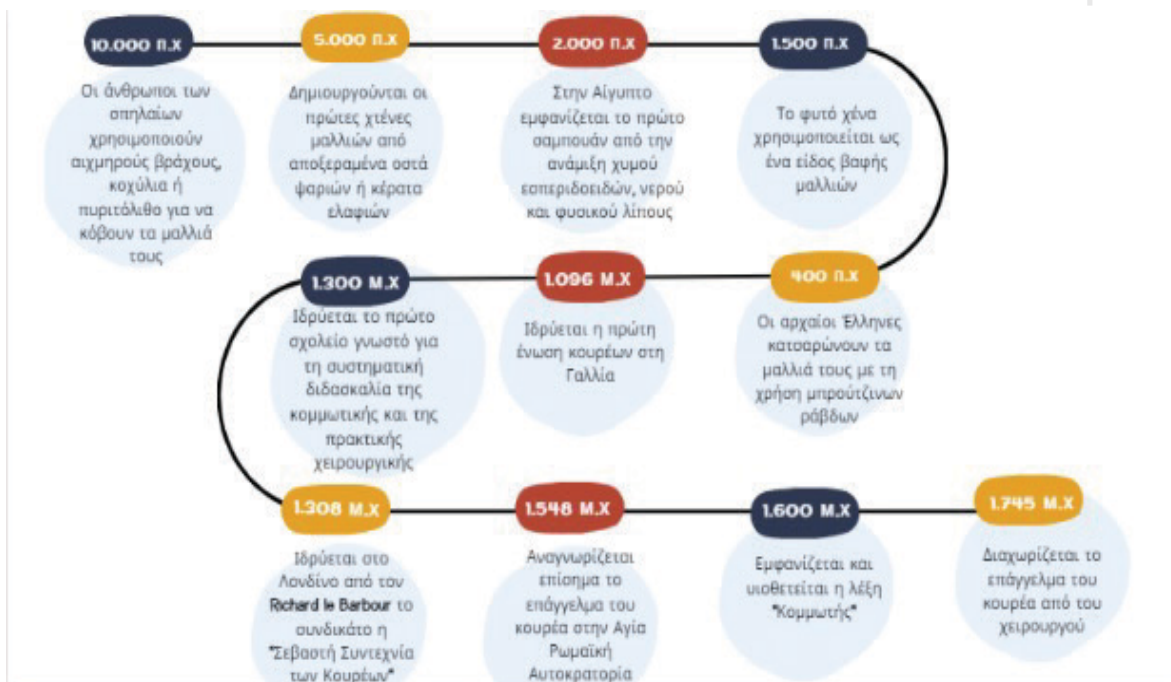 10.000 Π.Χ
Οι άνθρωποι των
σπηλαίων
χρησιμοποιούν
αιχμηρούς βράχους,
κοχύλια ή
πυριτόλιθο για να
κόβουν τα μαλλιά
τους
5.000 Π.Χ
Δημιουργούνται οι
πρώτες χτένες
μαλλιών από
αποξεραμένα οστά
ψαριών ή κέρατα
ελαφιών
2.000 Π.Χ
Στην Αίγυπτο
εμφανίζεται το πρώτο
σαμπουάν από την
ανάμιξη χυμού
εσπεριδοειδών, νερού
και φυσικού λίπους
1.500 Π.Χ
Το φυτό χένα
χρησιμοποιείται ως
ένα είδος βαφής
μαλλιών
400 Π.Χ
Οι αρχαίοι Έλληνες
κατσαρώνουν τα
μαλλιά τους με τη
χρήση μπρούτζινων
ράβδων
1.096 Μ.Χ
Ιδρύεται η πρώτη
ένωση κουρέων στη
Γαλλία
1.300 Μ.Χ
Ιδρύεται το πρώτο
σχολείο γνωστό για
τη συστηματική
διδασκαλία της
κομμωτικής και της
πρακτικής
χειρουργικής
1.308 Μ.Χ
Ιδρύεται στο
Λονδίνο από τον
Richard le Barbour το
συνδικάτο η
"Σεβαστή Συντεχνία
των Κουρέων"
1.548 Μ.Χ
Αναγνωρίζεται
επίσημα το
επάγγελμα του
κουρέα στην Αγία
Ρωμαϊκή
Αυτοκρατορία
1.600 Μ.Χ
Εμφανίζεται και
υιοθετείται η λέξη
"Κομμωτής"
1.745 Μ.Χ
Διαχωρίζεται το
επάγγελμα του
κουρέα από του
χειρουργού